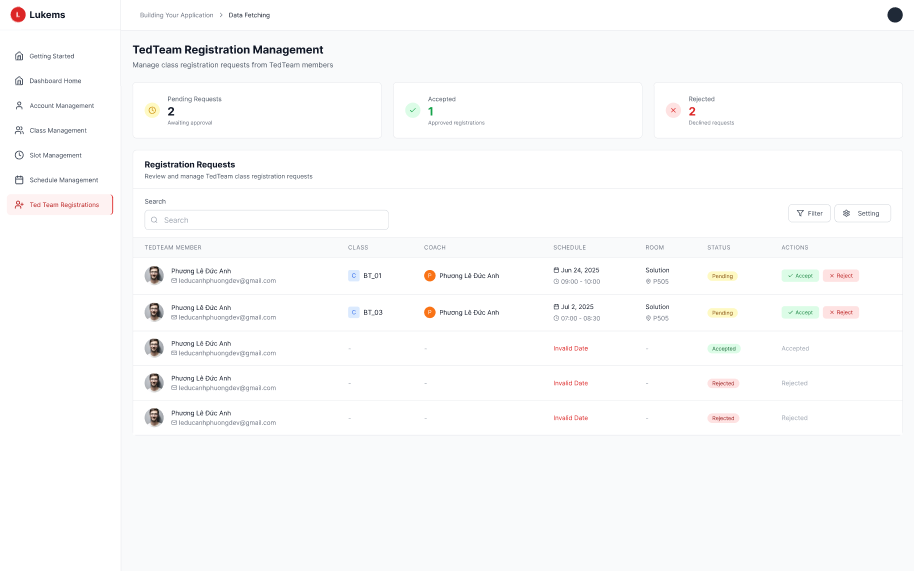 L Lukems
Building Your Application > Data Fetching
Getting Started
Dashboard Home
Account Management
Class Management
Slot Management
Schedule Management
Ted Team Registrations
TedTeam Registration Management
Manage class registration requests from TedTeam members
Pending Requests
2
Awaiting approval
Accepted
1
Approved registrations
Rejected
2
Declined requests
Registration Requests
Review and manage TedTeam class registration requests
Search
Search
Filter
Setting
TEDTEAM MEMBER CLASS COACH SCHEDULE ROOM STATUS ACTIONS
Phương Lê Đức Anh
leducanhphuongdev@gmail.com
C BT_01
P Phương Lê Đức Anh
Jun 24, 2025
09:00 - 10:00
Solution
P505
Pending
Accept
Reject
Phương Lê Đức Anh
leducanhphuongdev@gmail.com
C BT_03
P Phương Lê Đức Anh
Jul 2, 2025
07:00 - 08:30
Solution
P505
Pending
Accept
Reject
Phương Lê Đức Anh
leducanhphuongdev@gmail.com
- - Invalid Date - Accepted Accepted
Phương Lê Đức Anh
leducanhphuongdev@gmail.com
- - Invalid Date - Rejected Rejected
Phương Lê Đức Anh
leducanhphuongdev@gmail.com
- - Invalid Date - Rejected Rejected